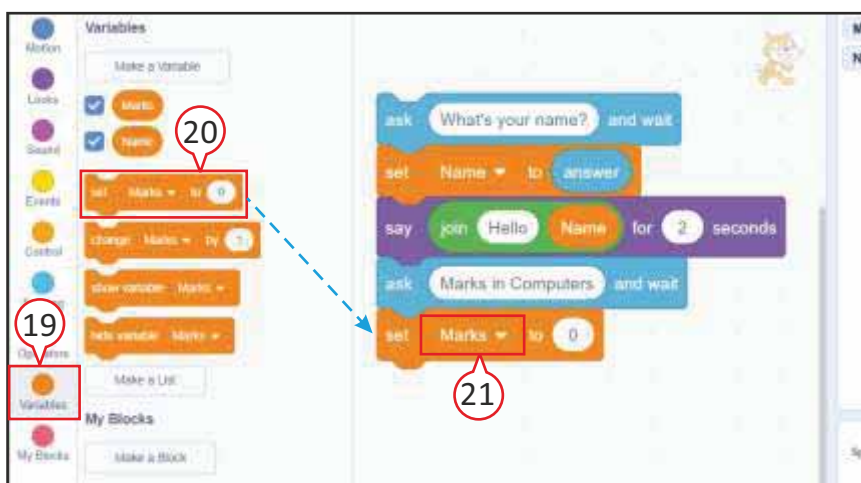 Motion
Looks
Sound
Events
Control
19
Operators
Variables
My Blocks
Variables
Make a Variable
Marks
Name
20
set Marks to 0
change Marks by 1
show variable Marks
hide variable Marks
Make a List
My Blocks
Make a Block
ask What's your name? and wait
set Name to answer
say join Hello Name for 2 seconds
ask Marks in Computers and wait
set Marks to 0
21
M
N
Sp